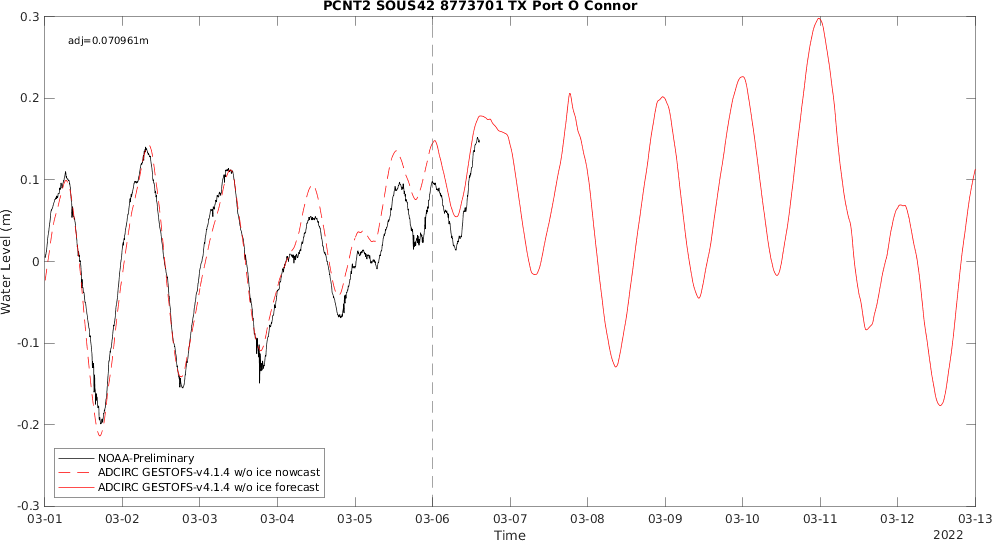 PCNT2 SOUS42 8773701 TX Port O Connor
adj=0.070961m
0.3
0.2
0.1
0
-0.1
-0.2
-0.3
Water Level (m)
NOAA-Preliminary
ADCIRC GESTOFS-v4.1.4 w/o ice nowcast
ADCIRC GESTOFS-v4.1.4 w/o ice forecast
03-01 03-02 03-03 03-04 03-05 03-06 03-07 03-08 03-09 03-10 03-11 03-12 03-13
Time
2022